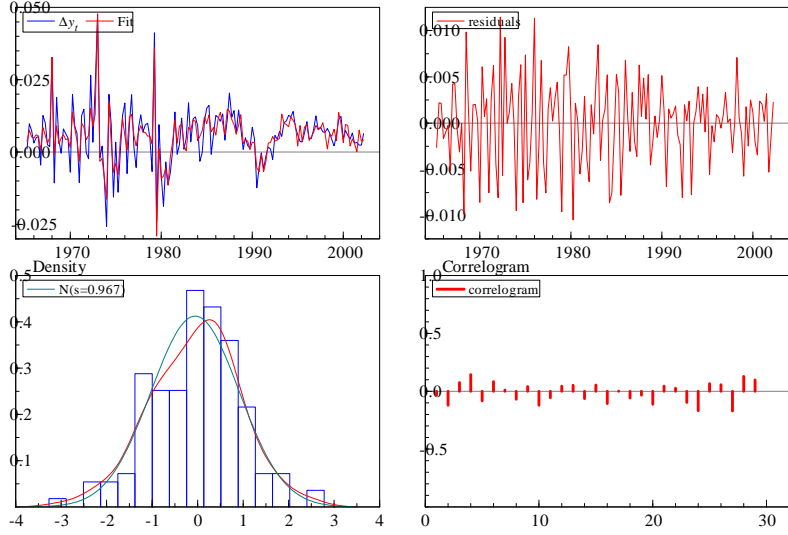 0.050
Δyt Fit
0.025
0.000
-0.025
1970 1980 1990 2000
0.010
residuals
0.005
0.000
-0.005
-0.010
1970 1980 1990 2000
Density
0.5
N(s=0.967)
0.4
0.3
0.2
0.1
-4 -3 -2 -1 0 1 2 3 4
Correlogram
1.0
correlogram
0.5
0.0
-0.5
0 10 20 30